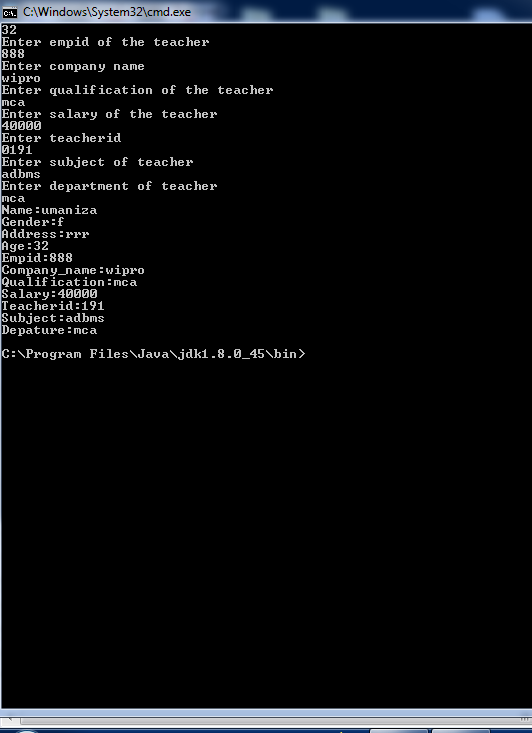 C:\Windows\System32\cmd.exe
32
Enter empid of the teacher
888
Enter company name
wipro
Enter qualification of the teacher
mca
Enter salary of the teacher
40000
Enter teacherid
0191
Enter subject of teacher
adbms
Enter department of teacher
mca
Name:umaniza
Gender:f
Address:rrr
Age:32
Empid:888
Company_name:wipro
Qualification:mca
Salary:40000
Teacherid:191
Subject:adbms
Depature:mca
C:\Program Files\Java\jdk1.8.0_45\bin>